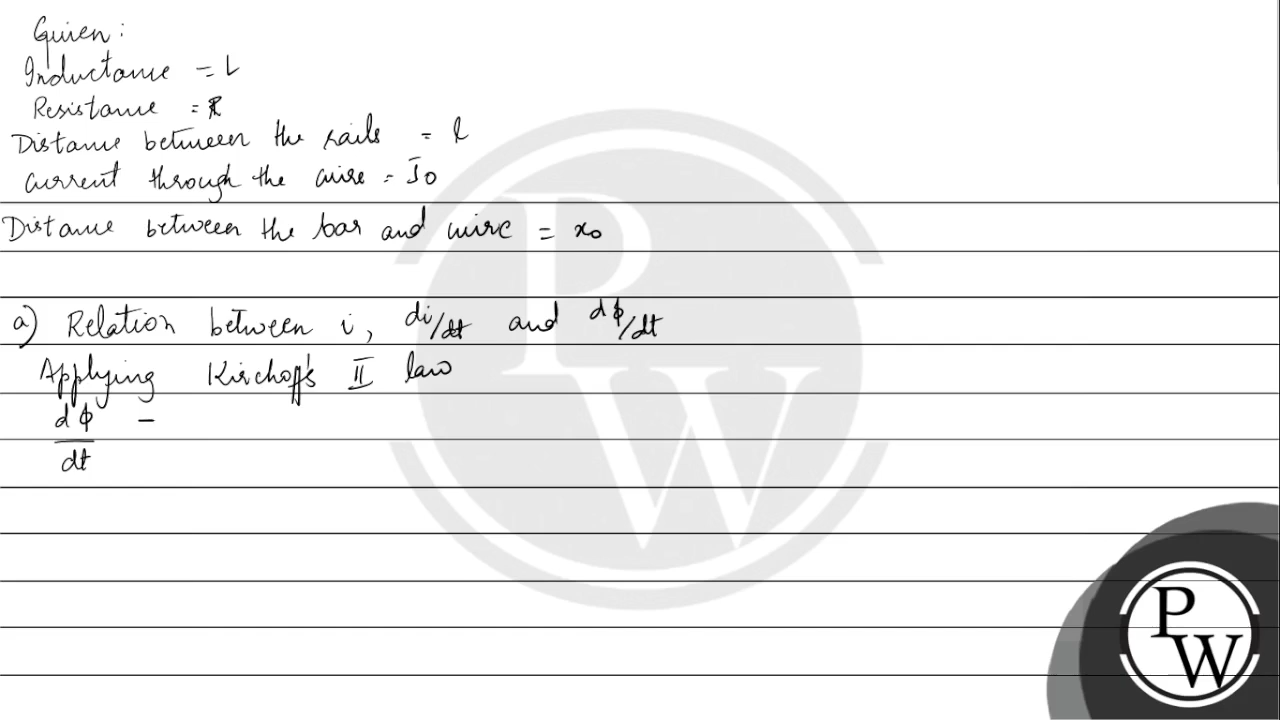 Given:
Inductance = L
Resistance = R
Distance between the rails = l
Current through the wire = I0
Distance between the bar and wire = x0
a) Relation between i, di/dt and dϕ/dt
Applying Kirchoff's II law
dϕ/dt -
P
W
P
W